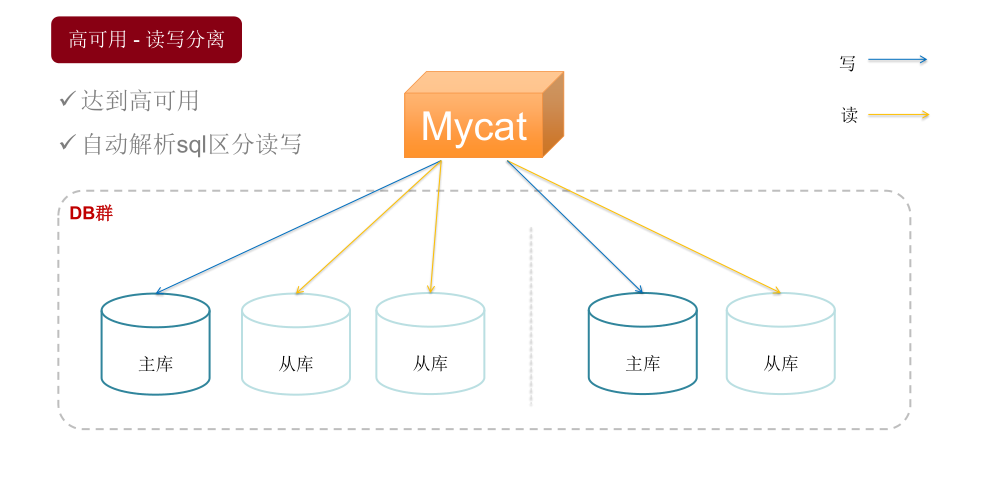 高可用 - 读写分离
达到高可用
自动解析sql区分读写
Mycat
写
读
DB群
主库
从库
从库
主库
从库